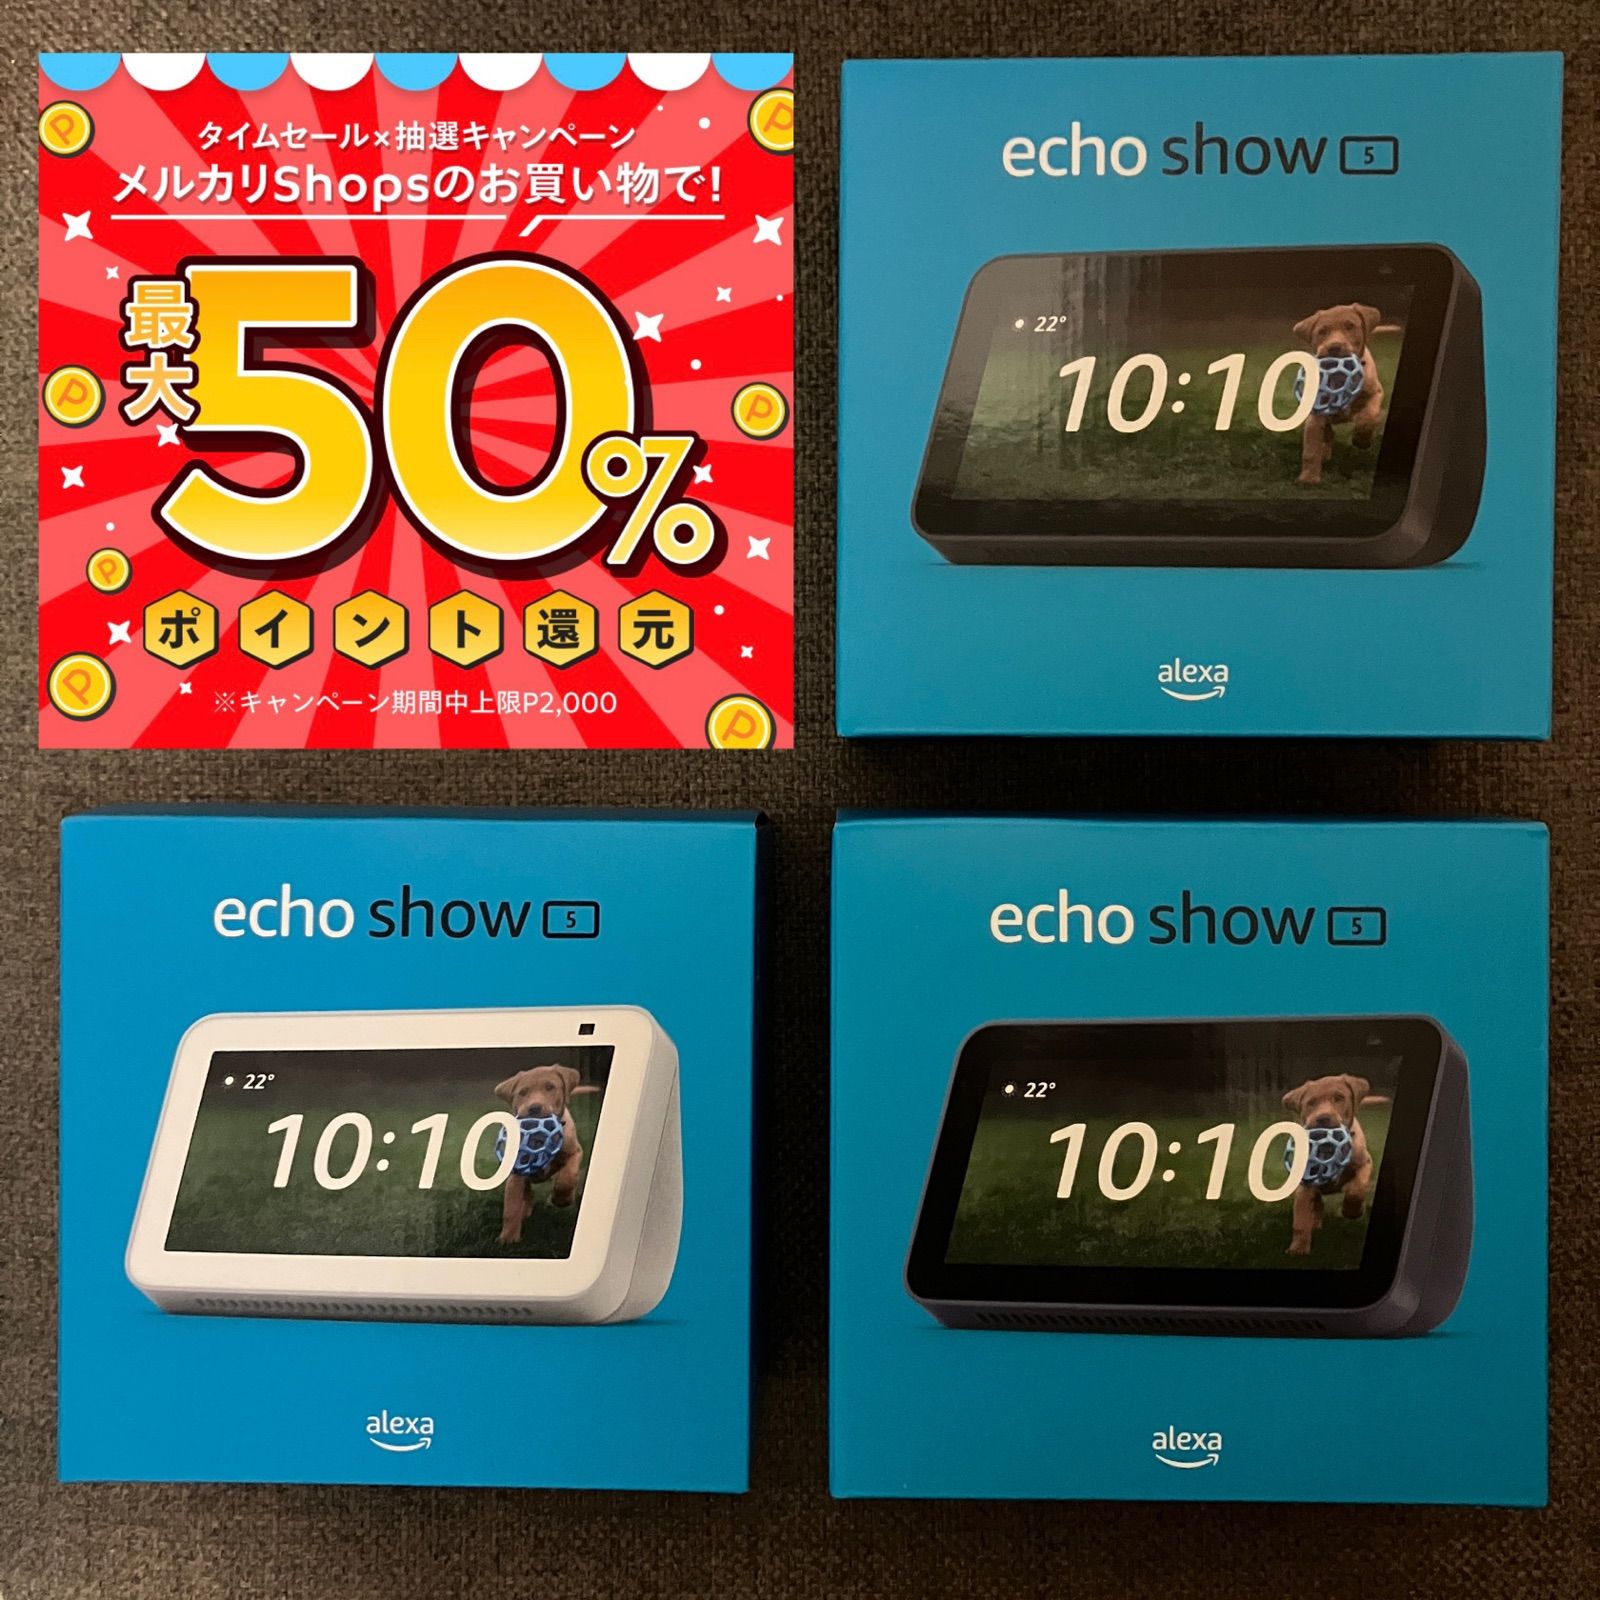 タイムセール×抽選キャンペーン
メルカリShopsのお買い物で!
最大
50%
ポイント還元
※キャンペーン期間中上限P2,000
echo show 5
22°
10:10
alexa
echo show 5
22°
10:10
alexa
echo show 5
22°
10:10
alexa